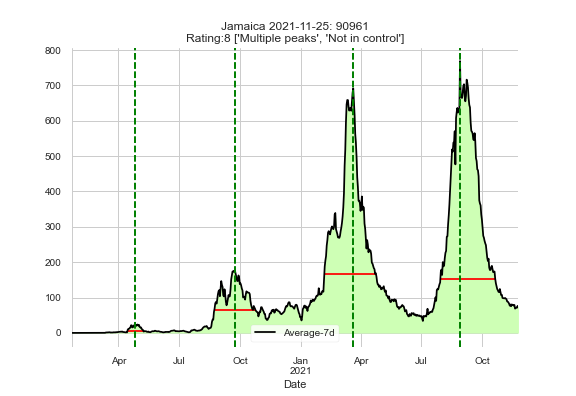 Jamaica 2021-11-25: 90961
Rating:8 ['Multiple peaks', 'Not in control']
800
700
600
500
400
300
200
100
0
Average-7d
Apr Jul Oct Jan Apr Jul Oct
2021
Date